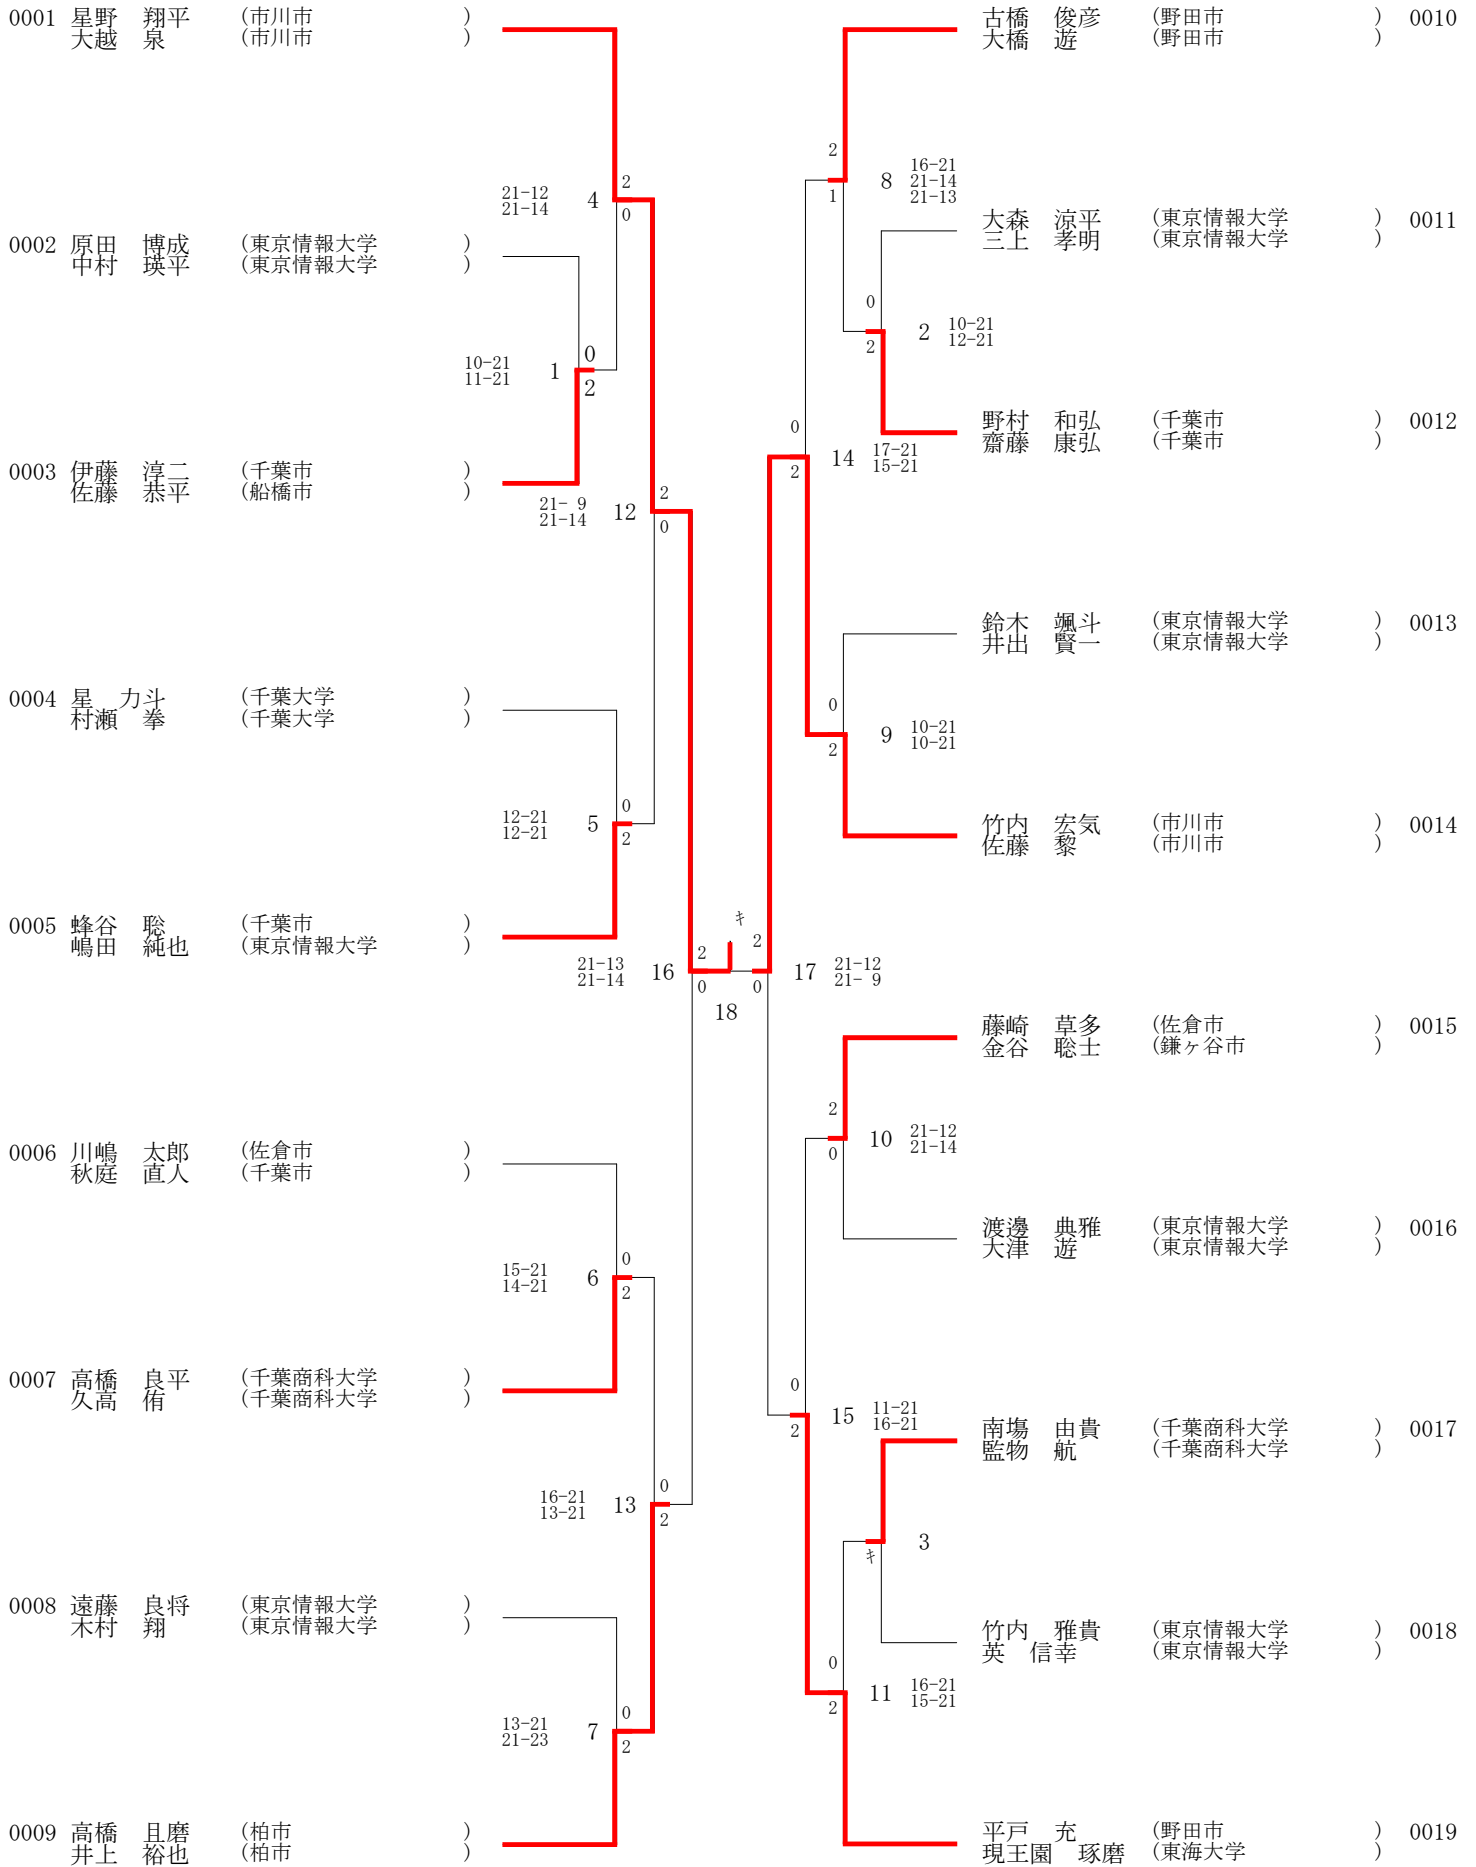 0001 星野　翔平 (市川市 )
大越　泉 (市川市 )
21-12
21-14
4
2
0
0002 原田　博成 (東京情報大学 )
中村　瑛平 (東京情報大学 )
10-21
11-21
1
0
2
0003 伊藤　淳二 (千葉市 )
佐藤　恭平 (船橋市 )
21- 9
21-14
12
2
0
0004 星　力斗 (千葉大学 )
村瀬　拳 (千葉大学 )
12-21
12-21
5
0
2
0005 蜂谷　聡 (千葉市 )
嶋田　純也 (東京情報大学 )
21-13
21-14
16
2
0
キ
18
0006 川嶋　太郎 (佐倉市 )
秋庭　直人 (千葉市 )
15-21
14-21
6
0
2
0007 高橋　良平 (千葉商科大学 )
久高　侑 (千葉商科大学 )
16-21
13-21
13
0
2
0008 遠藤　良将 (東京情報大学 )
木村　翔 (東京情報大学 )
13-21
21-23
7
0
2
0009 高橋　且磨 (柏市 )
井上　裕也 (柏市 )
古橋　俊彦 (野田市 ) 0010
大橋　遊 (野田市 )
2
1
8
16-21
21-14
21-13
大森　涼平 (東京情報大学 ) 0011
三上　孝明 (東京情報大学 )
0
2
2
10-21
12-21
野村　和弘 (千葉市 ) 0012
齋藤　康弘 (千葉市 )
0
2
14
17-21
15-21
鈴木　颯斗 (東京情報大学 ) 0013
井出　賢一 (東京情報大学 )
0
2
9
10-21
10-21
竹内　宏気 (市川市 ) 0014
佐藤　黎 (市川市 )
2
0
17
21-12
21- 9
藤崎　草多 (佐倉市 ) 0015
金谷　聡士 (鎌ヶ谷市 )
2
0
10
21-12
21-14
渡邊　典雅 (東京情報大学 ) 0016
大津　遊 (東京情報大学 )
0
2
15
11-21
16-21
南塲　由貴 (千葉商科大学 ) 0017
監物　航 (千葉商科大学 )
キ
3
竹内　雅貴 (東京情報大学 ) 0018
英　信幸 (東京情報大学 )
0
2
11
16-21
15-21
平戸　充 (野田市 ) 0019
現王園　琢磨 (東海大学 )